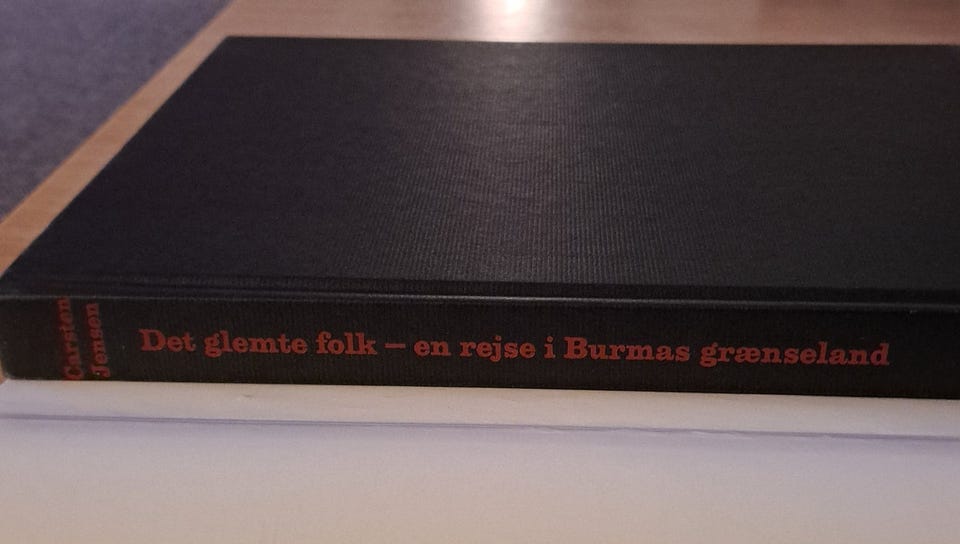 Carsten
Jensen
Det glemte folk – en rejse i Burmas grænseland